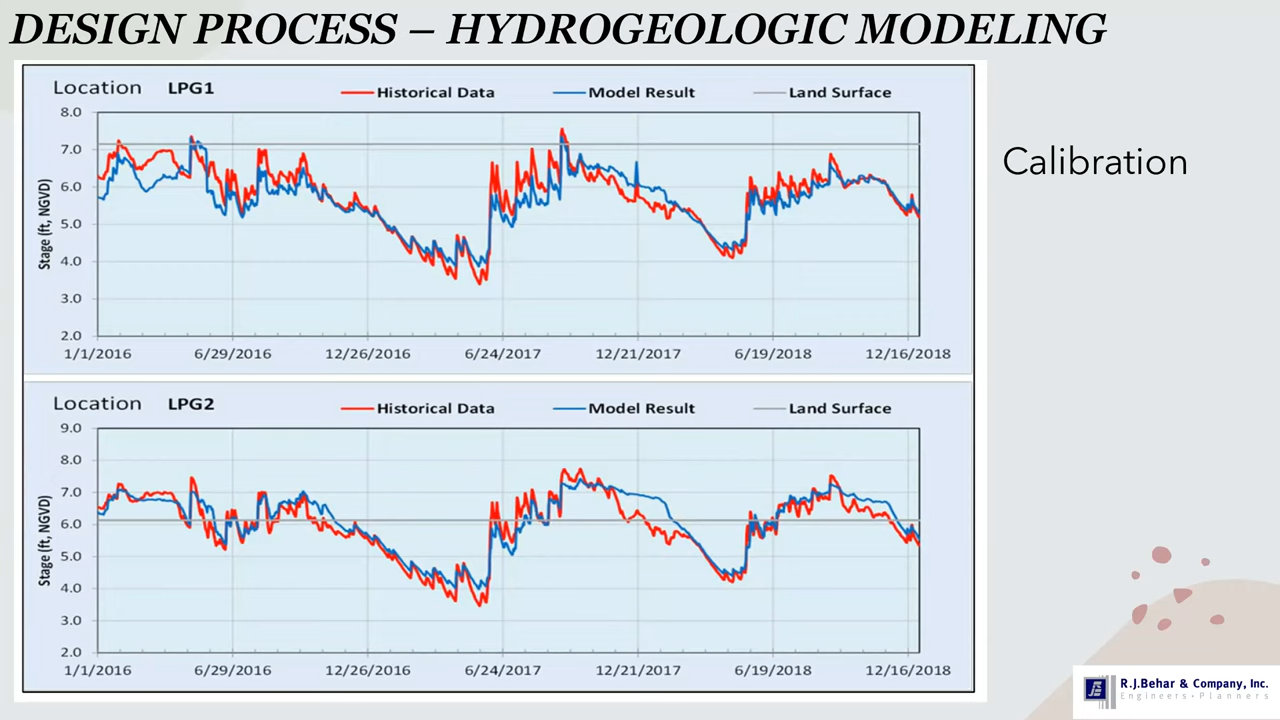 DESIGN PROCESS – HYDROGEOLOGIC MODELING
Location LPG1
Historical Data Model Result Land Surface
8.0
7.0
6.0
5.0
4.0
3.0
2.0
Stage (ft, NGVD)
1/1/2016 6/29/2016 12/26/2016 6/24/2017 12/21/2017 6/19/2018 12/16/2018
Calibration
Location LPG2
Historical Data Model Result Land Surface
9.0
8.0
7.0
6.0
5.0
4.0
3.0
2.0
Stage (ft, NGVD)
1/1/2016 6/29/2016 12/26/2016 6/24/2017 12/21/2017 6/19/2018 12/16/2018
R.J.Behar & Company, Inc.
Engineers•Planners